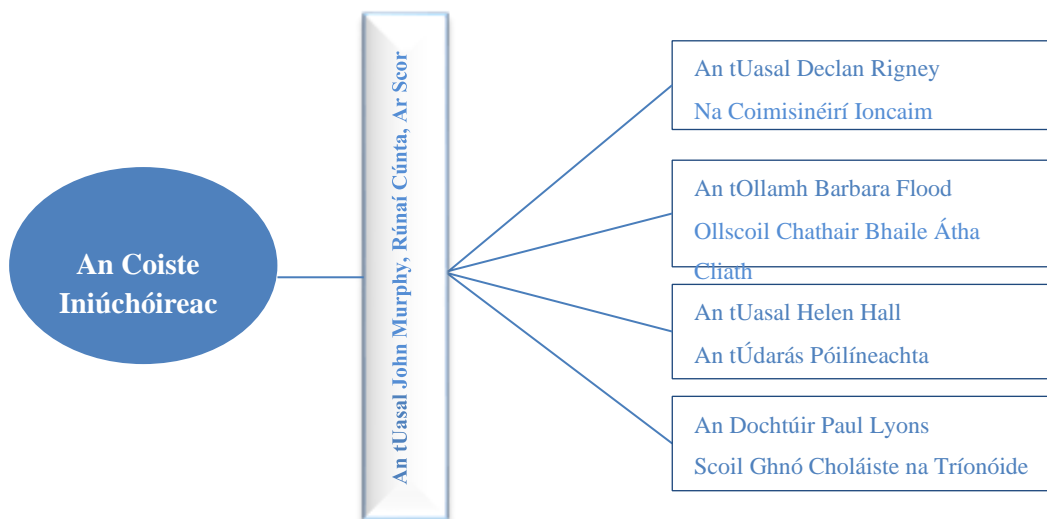 An Coiste
Iniúchóireac
An tUasal John Murphy, Rúnaí Cúnta, Ar Scor
An tUasal Declan Rigney
Na Coimisinéirí Ioncaim
An tOllamh Barbara Flood
Ollscoil Chathair Bhaile Átha
Cliath
An tUasal Helen Hall
An tÚdarás Póilíneachta
An Dochtúir Paul Lyons
Scoil Ghnó Choláiste na Tríonóide